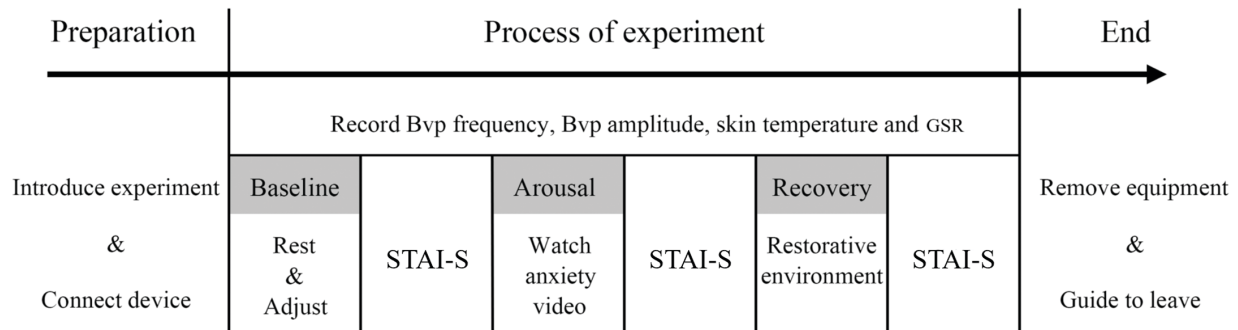 Preparation
Process of experiment
End
Record Bvp frequency, Bvp amplitude, skin temperature and GSR
Introduce experiment
&
Connect device
Baseline
Rest
&
Adjust
STAI-S
Arousal
Watch
anxiety
video
STAI-S
Recovery
Restorative
environment
STAI-S
Remove equipment
&
Guide to leave